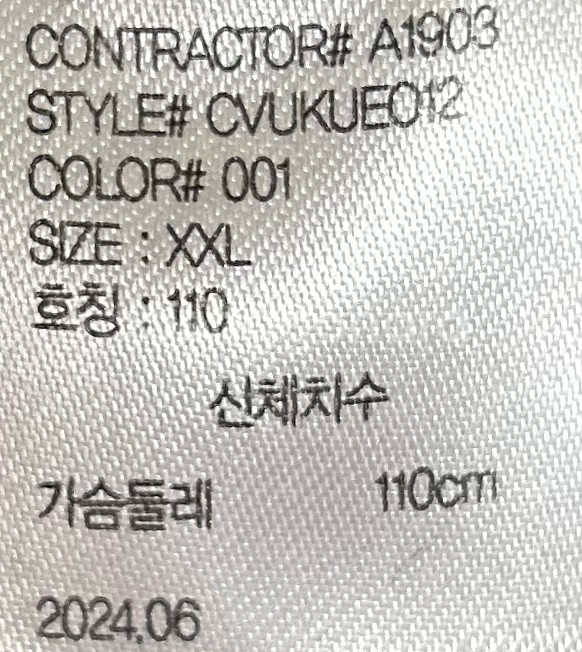 CONTRACTOR# A1903
STYLE# CVUKUEO12
COLOR# 001
SIZE : XXL
호칭 : 110
신체치수
가슴둘레 110cm
2024.06